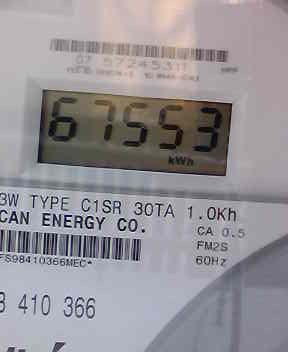 07 57245311
67553
kWh
3W TYPE C1SR 30TA 1.0Kh
CAN ENERGY CO.
CA 0.5
FM2S
FS98410366MEC*
60Hz
3 410 366